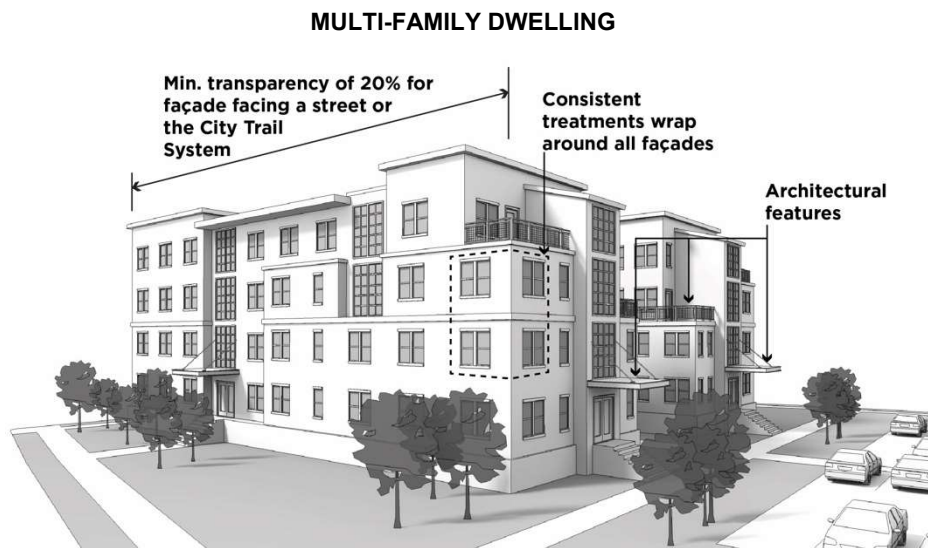 MULTI-FAMILY DWELLING
Min. transparency of 20% for
façade facing a street or
the City Trail
System
Consistent
treatments wrap
around all façades
Architectural
features